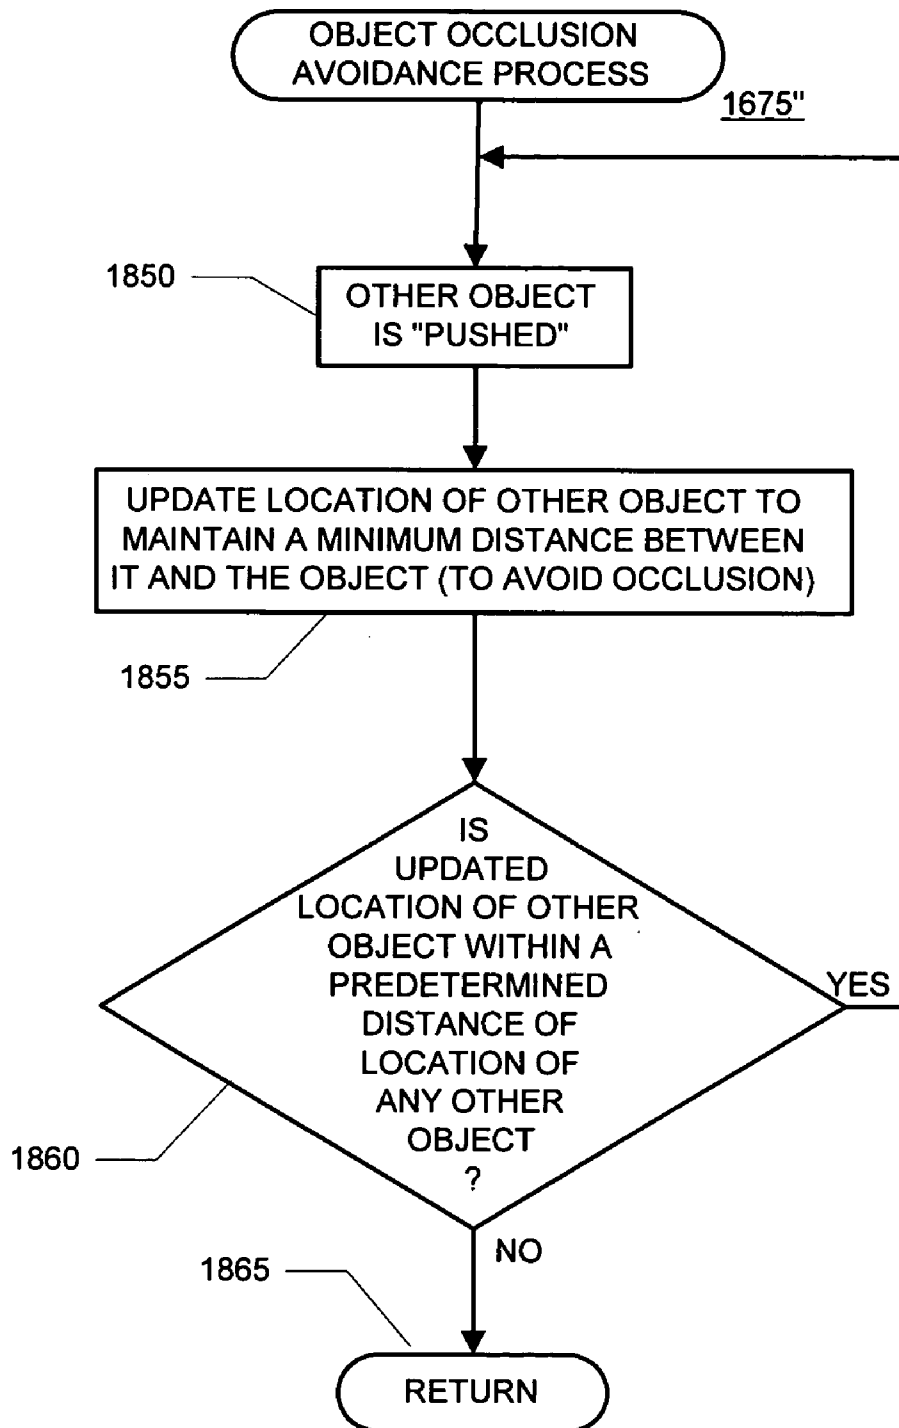 OBJECT OCCLUSION
AVOIDANCE PROCESS
1675"
1850
OTHER OBJECT
IS "PUSHED"
UPDATE LOCATION OF OTHER OBJECT TO
MAINTAIN A MINIMUM DISTANCE BETWEEN
IT AND THE OBJECT (TO AVOID OCCLUSION)
1855
IS
UPDATED
LOCATION OF OTHER
OBJECT WITHIN A
PREDETERMINED
DISTANCE OF
LOCATION OF
ANY OTHER
OBJECT
?
YES
1860
NO
1865
RETURN